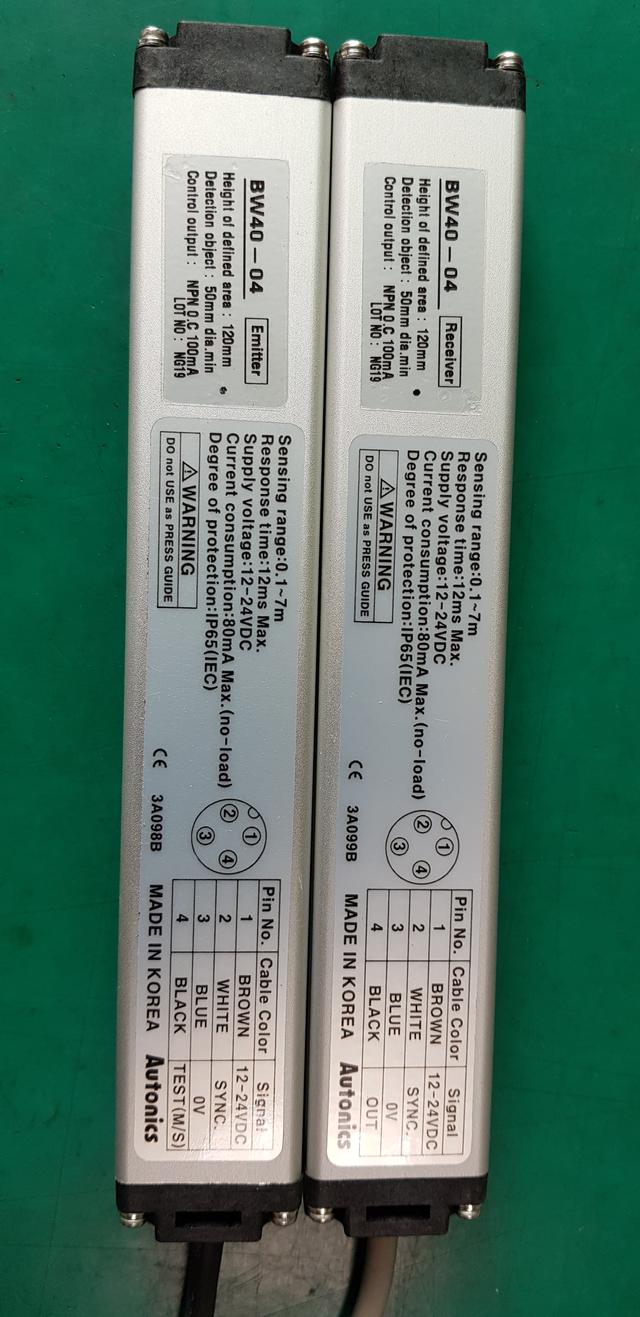 BW40-04 Emitter
Height of defined area : 120mm
Detection object : 50mm dia.min
Control output : NPN O.C 100mA
LOT NO : NG19
Sensing range:0.1~7m
Response time:12ms Max.
Supply voltage:12-24VDC
Current consumption:80mA Max.(no-load)
Degree of protection:IP65(IEC)
⚠WARNING
DO not USE as PRESS GUIDE
CE 3A098B MADE IN KOREA Autonics
① ② ③ ④
Pin No. Cable Color Signal
1 BROWN 12-24VDC
2 WHITE SYNC.
3 BLUE 0V
4 BLACK TEST(M/S)
BW40-04 Receiver
Height of defined area : 120mm
Detection object : 50mm dia.min
Control output : NPN O.C 100mA
LOT NO : NG19
Sensing range:0.1~7m
Response time:12ms Max.
Supply voltage:12-24VDC
Current consumption:80mA Max.(no-load)
Degree of protection:IP65(IEC)
⚠WARNING
DO not USE as PRESS GUIDE
CE 3A099B MADE IN KOREA Autonics
① ② ③ ④
Pin No. Cable Color Signal
1 BROWN 12-24VDC
2 WHITE SYNC.
3 BLUE 0V
4 BLACK OUT